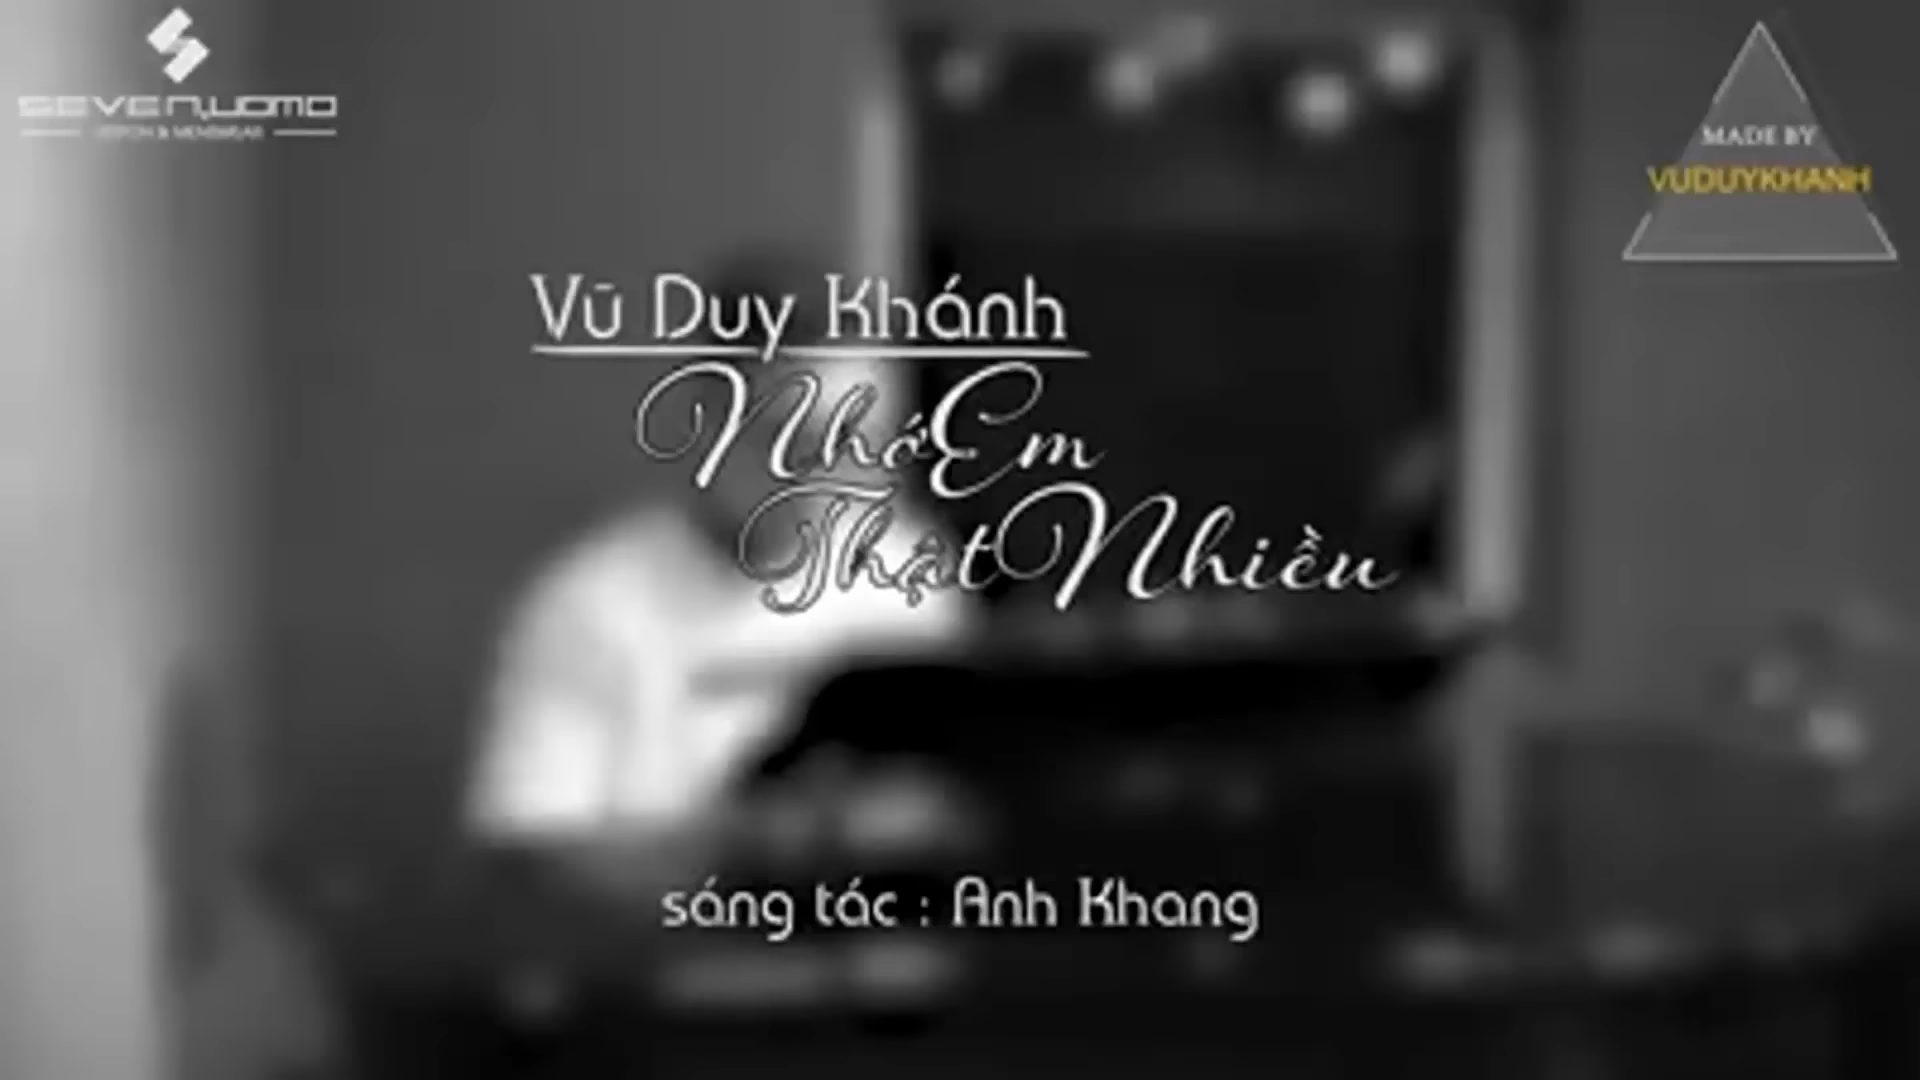 SEVEN.UOMO
MADE BY
VUDUYKHANH
Vũ Duy Khánh
Nhớ Em
Thật Nhiều
sáng tác : Anh Khang